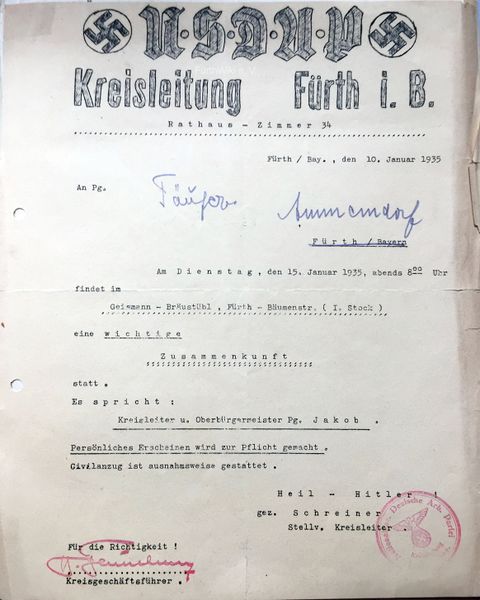 N.S.D.A.P
Kreisleitung Fürth i. B.
Rathaus - Zimmer 34
Fürth / Bay. , den 10. Januar 1935
An Pg.
Fürth / Bayern
Am Dienstag , den 15. Januar 1935, abends 8 00 Uhr
findet im
Geismann - Bräustübl , Fürth - Bäumenstr. ( I. Stock )
eine wichtige
Zusammenkunft
statt .
Es spricht :
Kreisleiter u. Oberbürgermeister Pg. Jakob .
Persönliches Erscheinen wird zur Pflicht gemacht .
Civilanzug ist ausnahmsweise gestattet .
Heil - Hitler !
gez. Schreiner
Stellv. Kreisleiter .
Für die Richtigkeit !
Kreisgeschäftsführer .